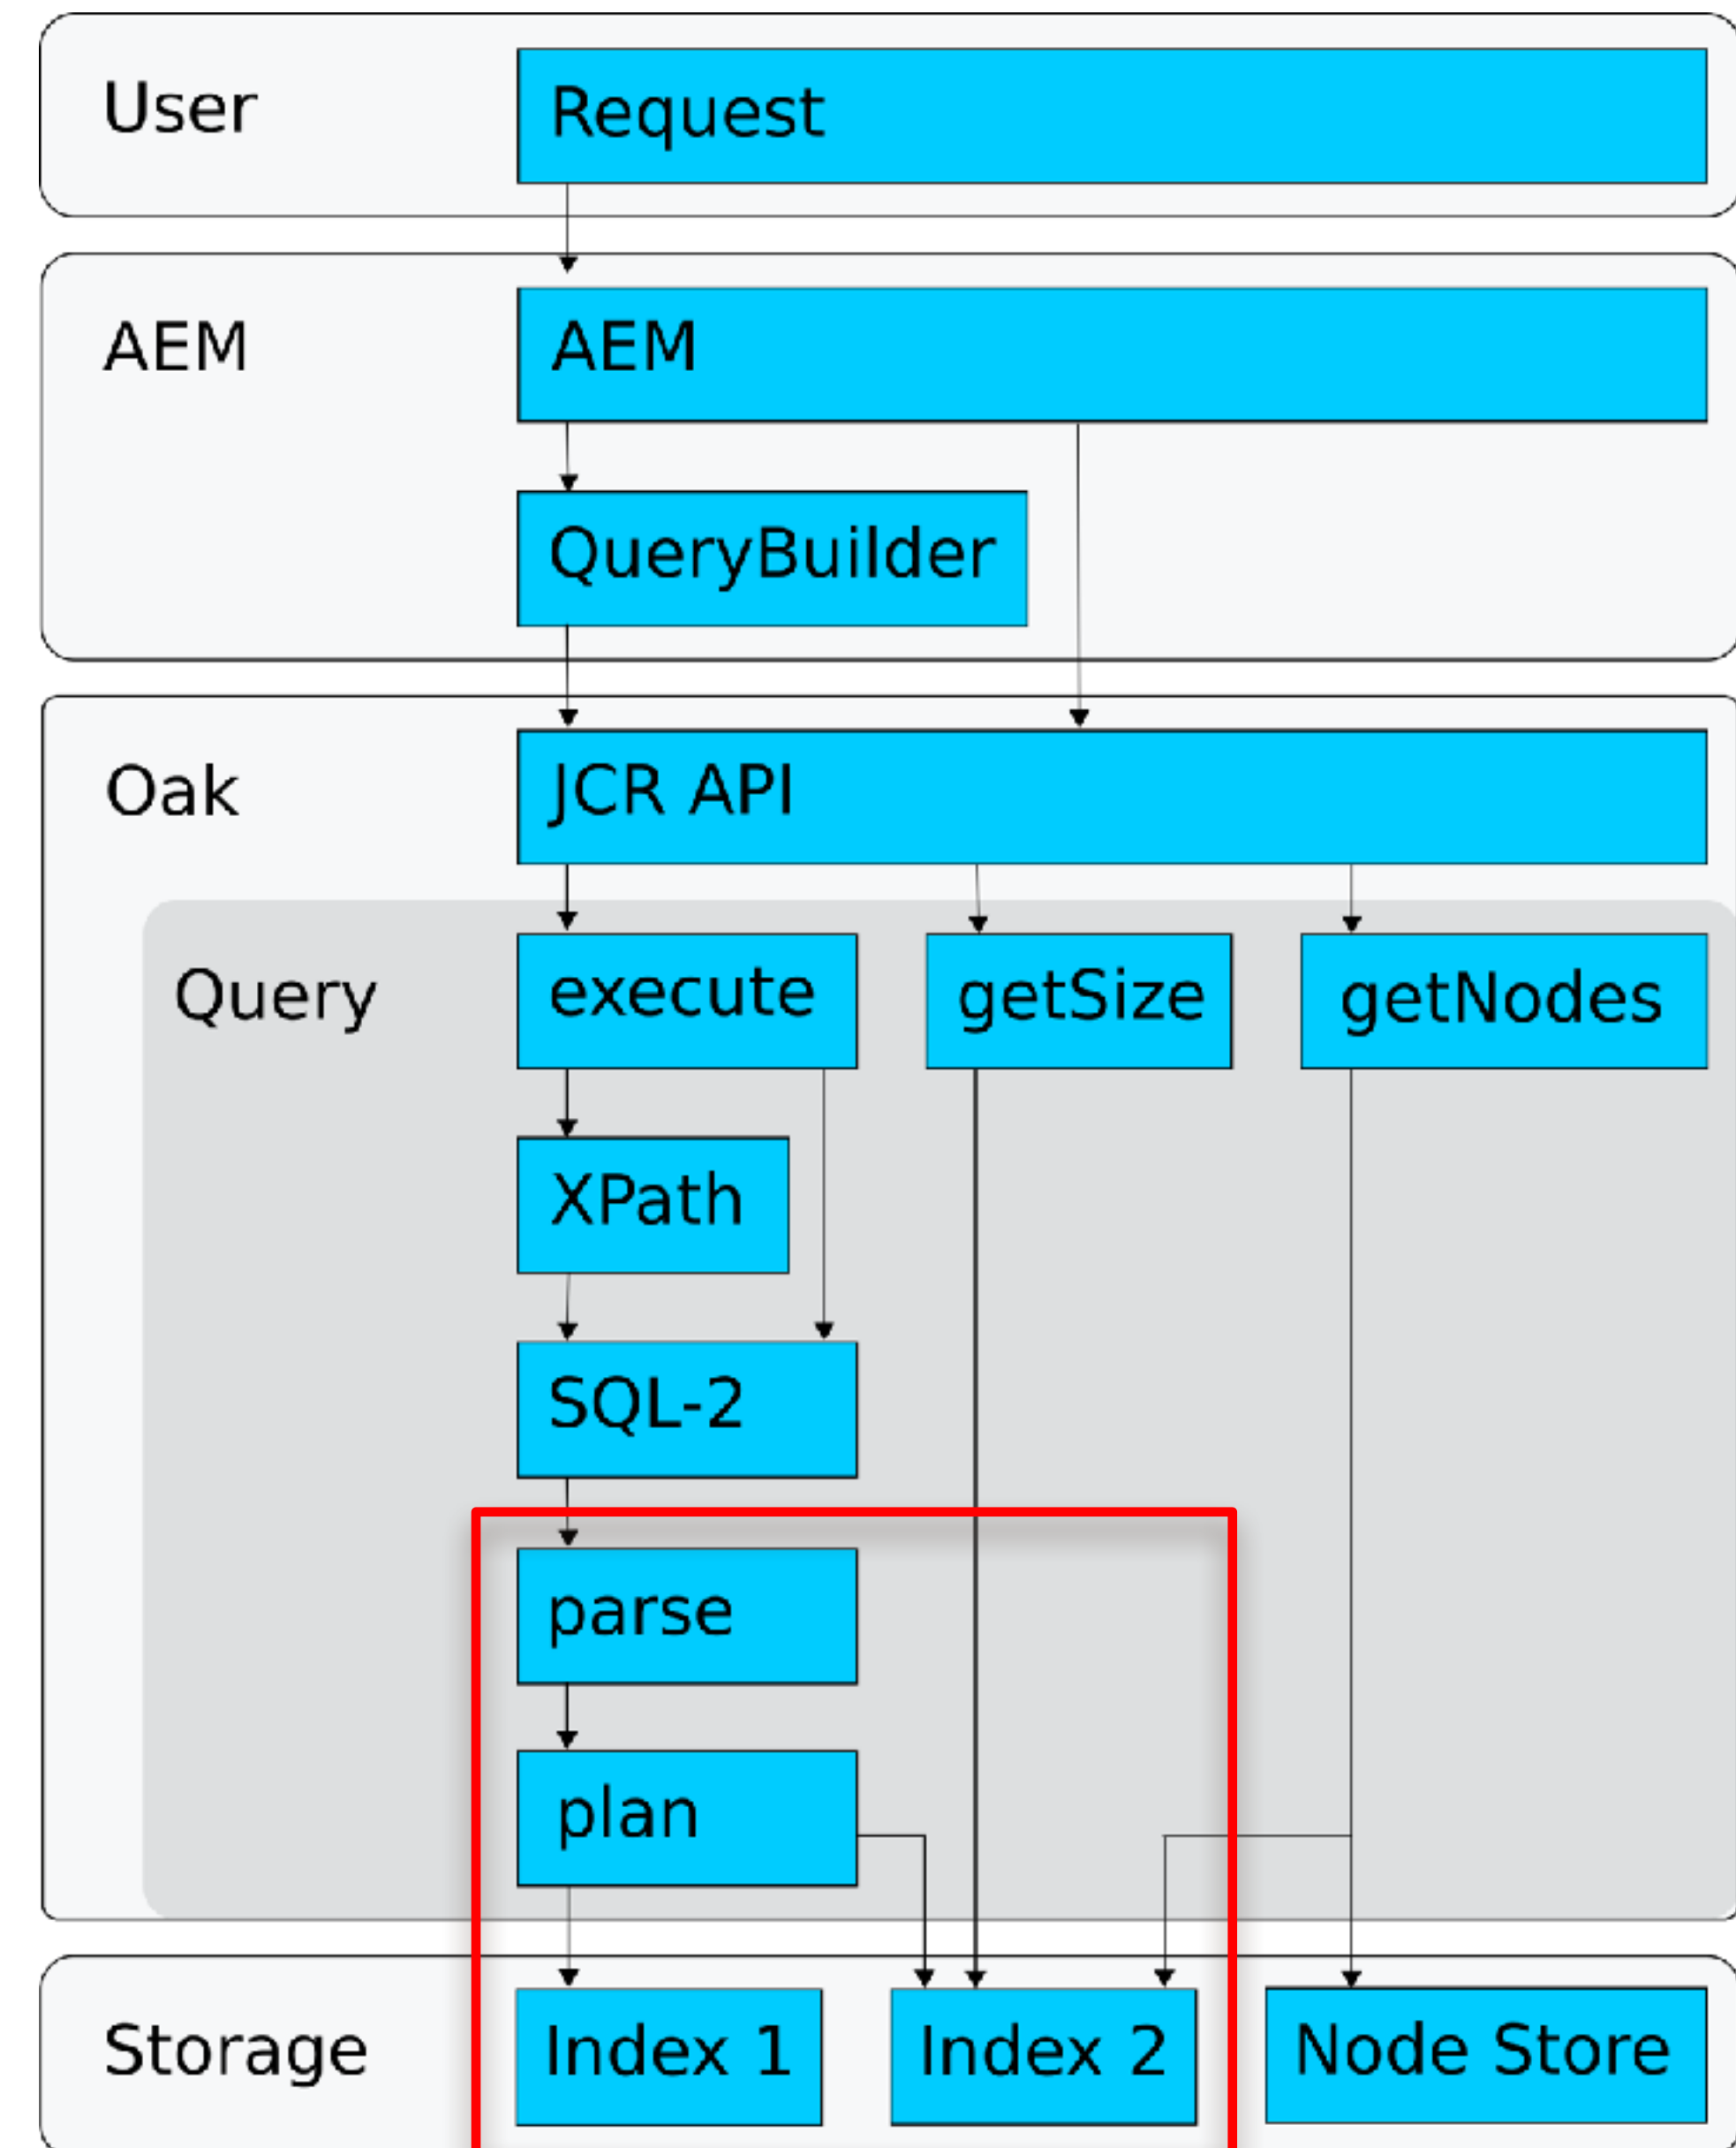 User
Request
AEM
AEM
QueryBuilder
Oak
JCR API
Query
execute
getSize
getNodes
XPath
SQL-2
parse
plan
Storage
Index 1
Index 2
Node Store